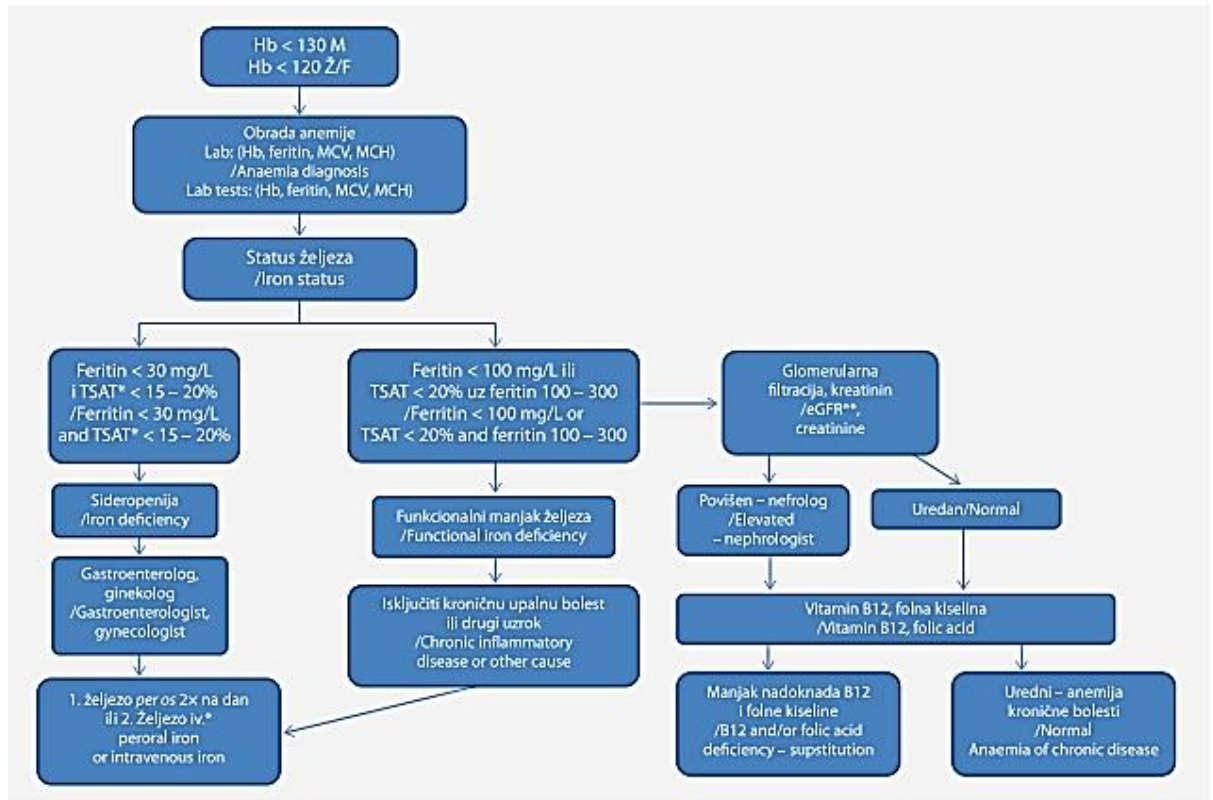 Hb < 130 M
Hb < 120 Ž/F
Obrada anemije
Lab: (Hb, feritin, MCV, MCH)
/Anaemia diagnosis
Lab tests: (Hb, feritin, MCV, MCH)
Status željeza
/Iron status
Feritin < 30 mg/L
i TSAT* < 15 – 20%
/Ferritin < 30 mg/L
and TSAT* < 15 – 20%
Feritin < 100 mg/L ili
TSAT < 20% uz feritin 100 – 300
/Ferritin < 100 mg/L or
TSAT < 20% and ferritin 100 – 300
Glomerularna
filtracija, kreatinin
/eGFR**,
creatinine
Sideropenija
/Iron deficiency
Funkcionalni manjak željeza
/Functional iron deficiency
Povišen – nefrolog
/Elevated
– nephrologist
Uredan/Normal
Gastroenterolog,
ginekolog
/Gastroenterologist,
gynecologist
Isključiti kroničnu upalnu bolest
ili drugi uzrok
/Chronic inflammatory
disease or other cause
Vitamin B12, folna kiselina
/Vitamin B12, folic acid
1. željezo per os 2x na dan
ili 2. Željezo iv.*
peroral iron
or intravenous iron
Manjak nadoknada B12
i folne kiseline
/B12 and/or folic acid
deficiency – supstitution
Uredni – anemija
kronične bolesti
/Normal
Anaemia of chronic disease